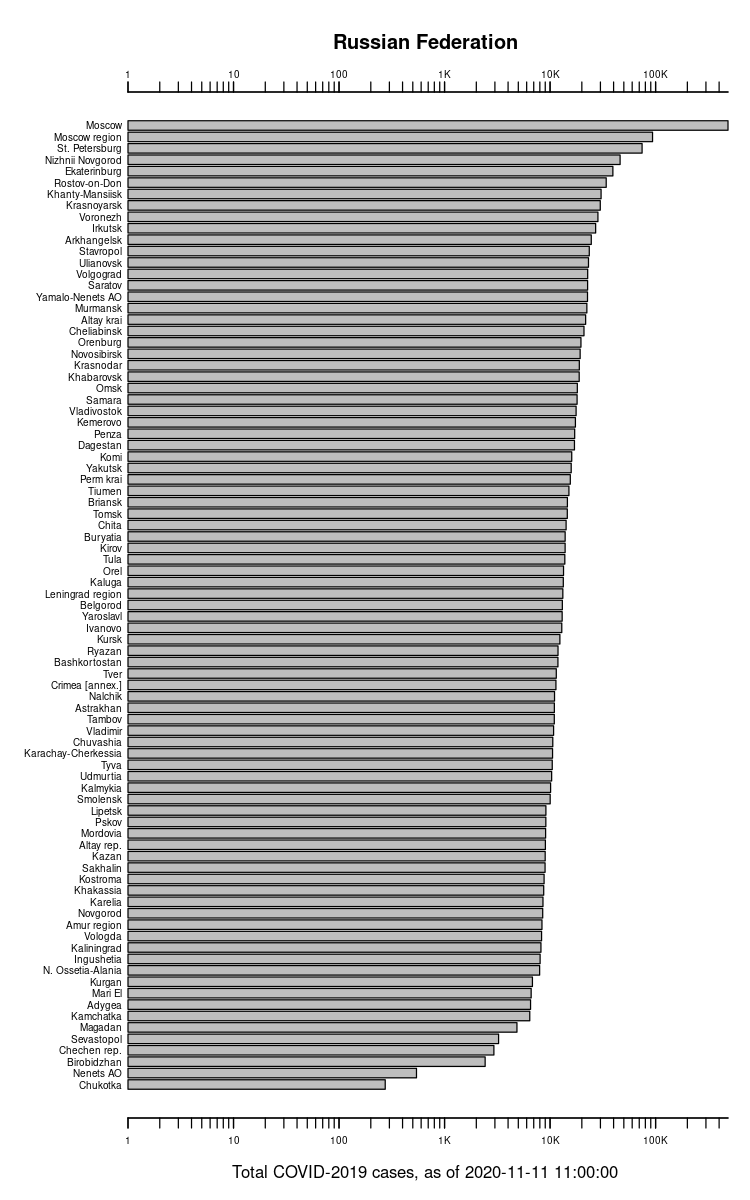 Russian Federation
1 10 100 1K 10K 100K
Moscow
Moscow region
St. Petersburg
Nizhnii Novgorod
Ekaterinburg
Rostov-on-Don
Khanty-Mansiisk
Krasnoyarsk
Voronezh
Irkutsk
Arkhangelsk
Stavropol
Ulianovsk
Volgograd
Saratov
Yamalo-Nenets AO
Murmansk
Altay krai
Cheliabinsk
Orenburg
Novosibirsk
Krasnodar
Khabarovsk
Omsk
Samara
Vladivostok
Kemerovo
Penza
Dagestan
Komi
Yakutsk
Perm krai
Tiumen
Briansk
Tomsk
Chita
Buryatia
Kirov
Tula
Orel
Kaluga
Leningrad region
Belgorod
Yaroslavl
Ivanovo
Kursk
Ryazan
Bashkortostan
Tver
Crimea [annex.]
Nalchik
Astrakhan
Tambov
Vladimir
Chuvashia
Karachay-Cherkessia
Tyva
Udmurtia
Kalmykia
Smolensk
Lipetsk
Pskov
Mordovia
Altay rep.
Kazan
Sakhalin
Kostroma
Khakassia
Karelia
Novgorod
Amur region
Vologda
Kaliningrad
Ingushetia
N. Ossetia-Alania
Kurgan
Mari El
Adygea
Kamchatka
Magadan
Sevastopol
Chechen rep.
Birobidzhan
Nenets AO
Chukotka
1 10 100 1K 10K 100K
Total COVID-2019 cases, as of 2020-11-11 11:00:00